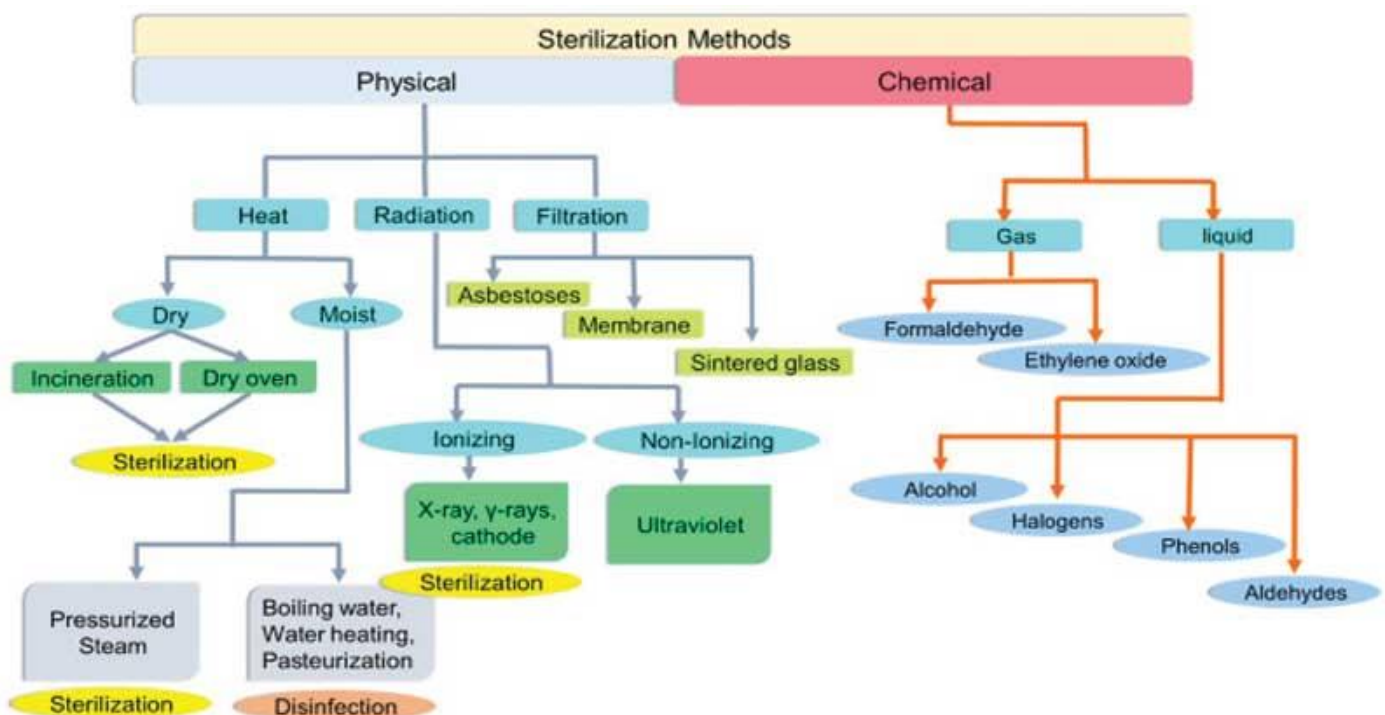 Sterilization Methods
Physical
Chemical
Heat
Radiation
Filtration
Gas
liquid
Dry
Moist
Asbestoses
Membrane
Sintered glass
Formaldehyde
Ethylene oxide
Incineration
Dry oven
Sterilization
Ionizing
Non-Ionizing
X-ray, γ-rays,
cathode
Sterilization
Ultraviolet
Alcohol
Halogens
Phenols
Aldehydes
Pressurized
Steam
Sterilization
Boiling water,
Water heating,
Pasteurization
Disinfection